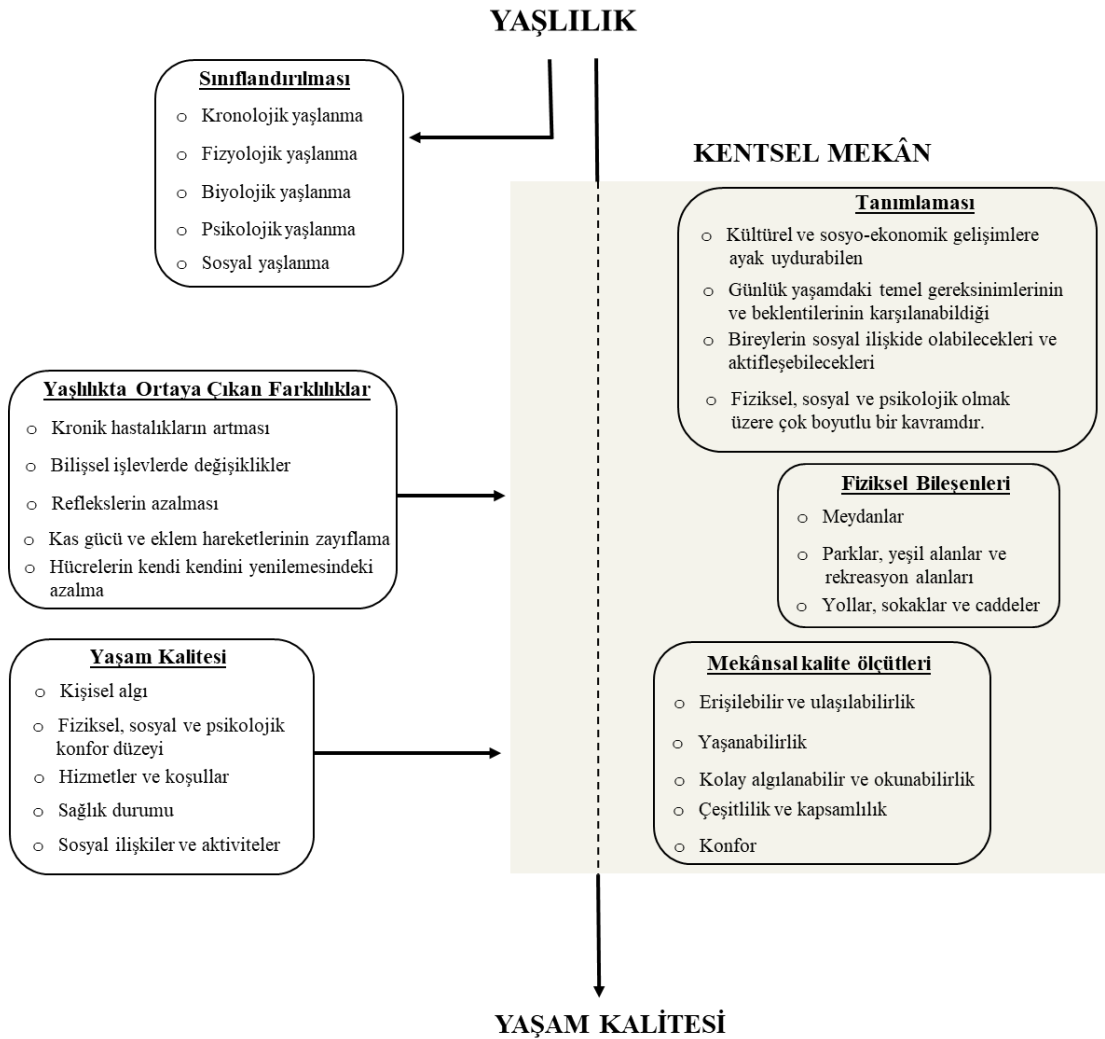 YAŞLILIK
Sınıflandırılması
o Kronolojik yaşlanma
o Fizyolojik yaşlanma
o Biyolojik yaşlanma
o Psikolojik yaşlanma
o Sosyal yaşlanma
KENTSEL MEKÂN
Tanımlaması
o Kültürel ve sosyo-ekonomik gelişimlere
ayak uydurabilen
o Günlük yaşamdaki temel gereksinimlerinin
ve beklentilerinin karşılanabildiği
o Bireylerin sosyal ilişkide olabilecekleri ve
aktifleşebilecekleri
o Fiziksel, sosyal ve psikolojik olmak
üzere çok boyutlu bir kavramdır.
Yaşlılıkta Ortaya Çıkan Farklılıklar
o Kronik hastalıkların artması
o Bilişsel işlevlerde değişiklikler
o Reflekslerin azalması
o Kas gücü ve eklem hareketlerinin zayıflama
o Hücrelerin kendi kendini yenilemesindeki
azalma
Fiziksel Bileşenleri
o Meydanlar
o Parklar, yeşil alanlar ve
rekreasyon alanları
o Yollar, sokaklar ve caddeler
Yaşam Kalitesi
o Kişisel algı
o Fiziksel, sosyal ve psikolojik
konfor düzeyi
o Hizmetler ve koşullar
o Sağlık durumu
o Sosyal ilişkiler ve aktiviteler
Mekânsal kalite ölçütleri
o Erişilebilir ve ulaşılabilirlik
o Yaşanabilirlik
o Kolay algılanabilir ve okunabilirlik
o Çeşitlilik ve kapsamlılık
o Konfor
YAŞAM KALİTESİ